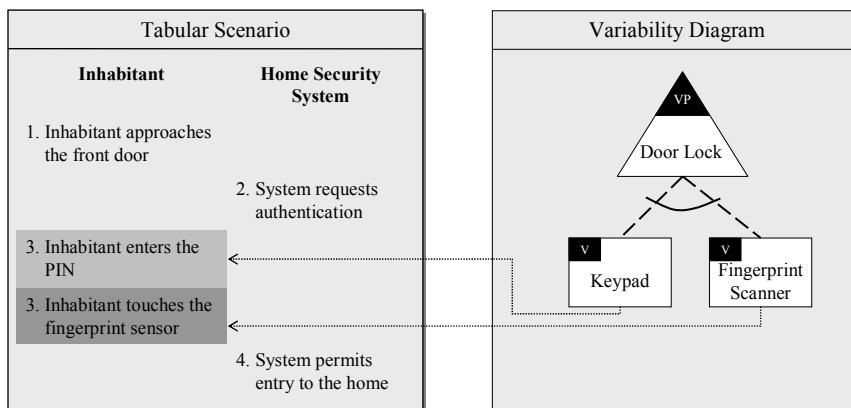 Tabular Scenario
Inhabitant
Home Security
System
1. Inhabitant approaches
the front door
2. System requests
authentication
3. Inhabitant enters the
PIN
3. Inhabitant touches the
fingerprint sensor
4. System permits
entry to the home
Variability Diagram
VP
Door Lock
V
Keypad
V
Fingerprint
Scanner